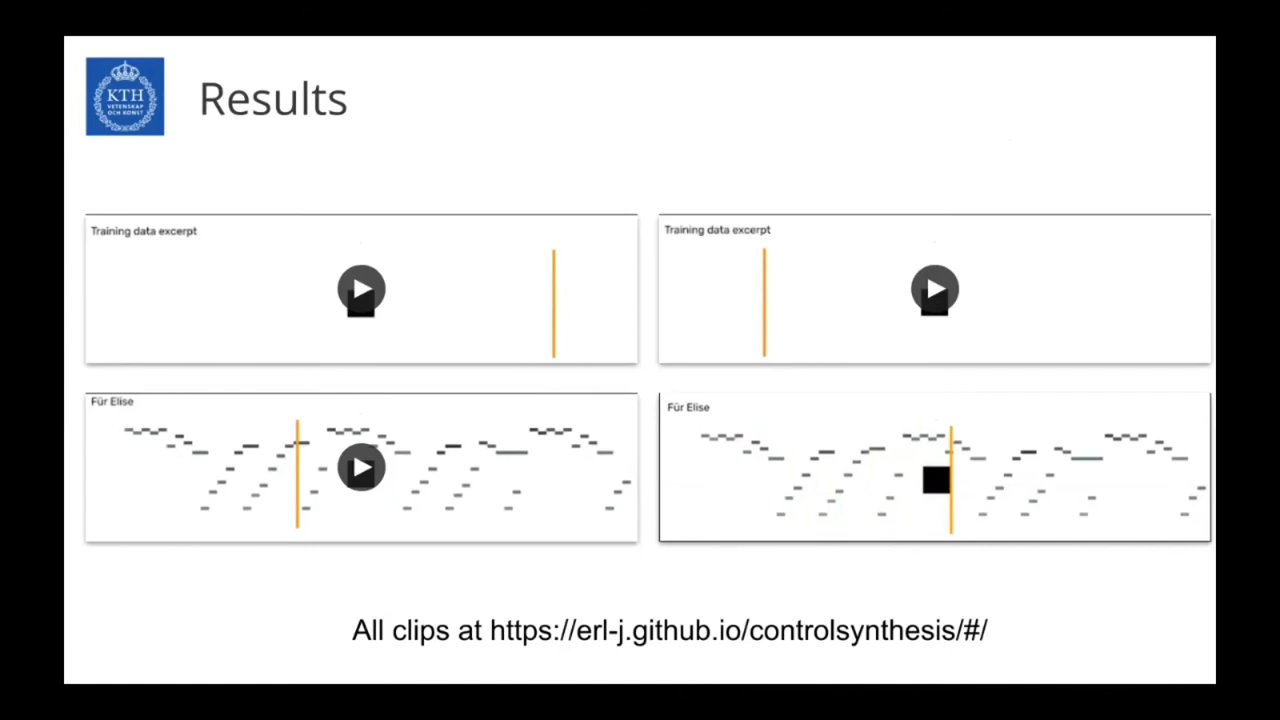 KTH
VETENSKAP
OCH KONST
Results
Training data excerpt
Training data excerpt
Für Elise
Für Elise
All clips at https://erl-j.github.io/controlsynthesis/#/